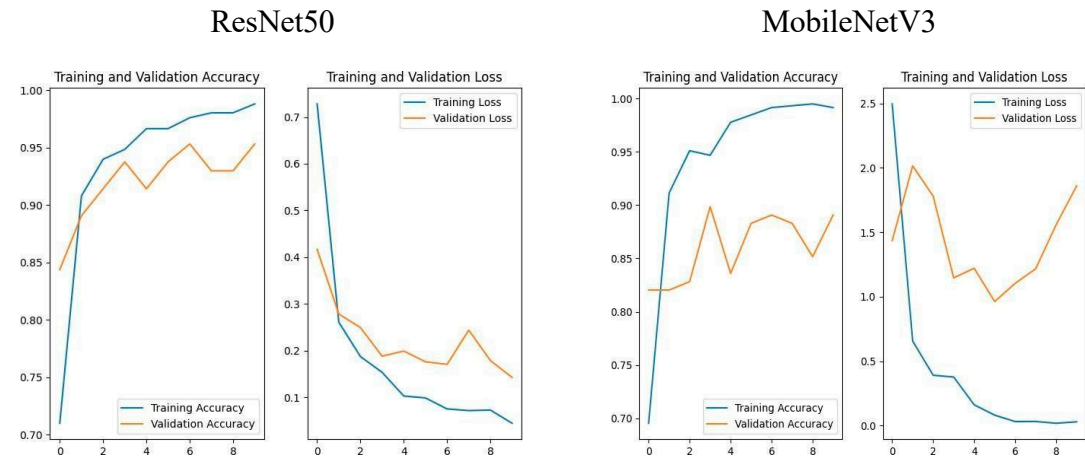 ResNet50
MobileNetV3
Training and Validation Accuracy
1.00
0.95
0.90
0.85
0.80
0.75
0.70
Training Accuracy
Validation Accuracy
0 2 4 6 8
Training and Validation Loss
Training Loss
Validation Loss
0.7
0.6
0.5
0.4
0.3
0.2
0.1
0 2 4 6 8
Training and Validation Accuracy
1.00
0.95
0.90
0.85
0.80
0.75
0.70
Training Accuracy
Validation Accuracy
0 2 4 6 8
Training and Validation Loss
Training Loss
Validation Loss
2.5
2.0
1.5
1.0
0.5
0.0
0 2 4 6 8